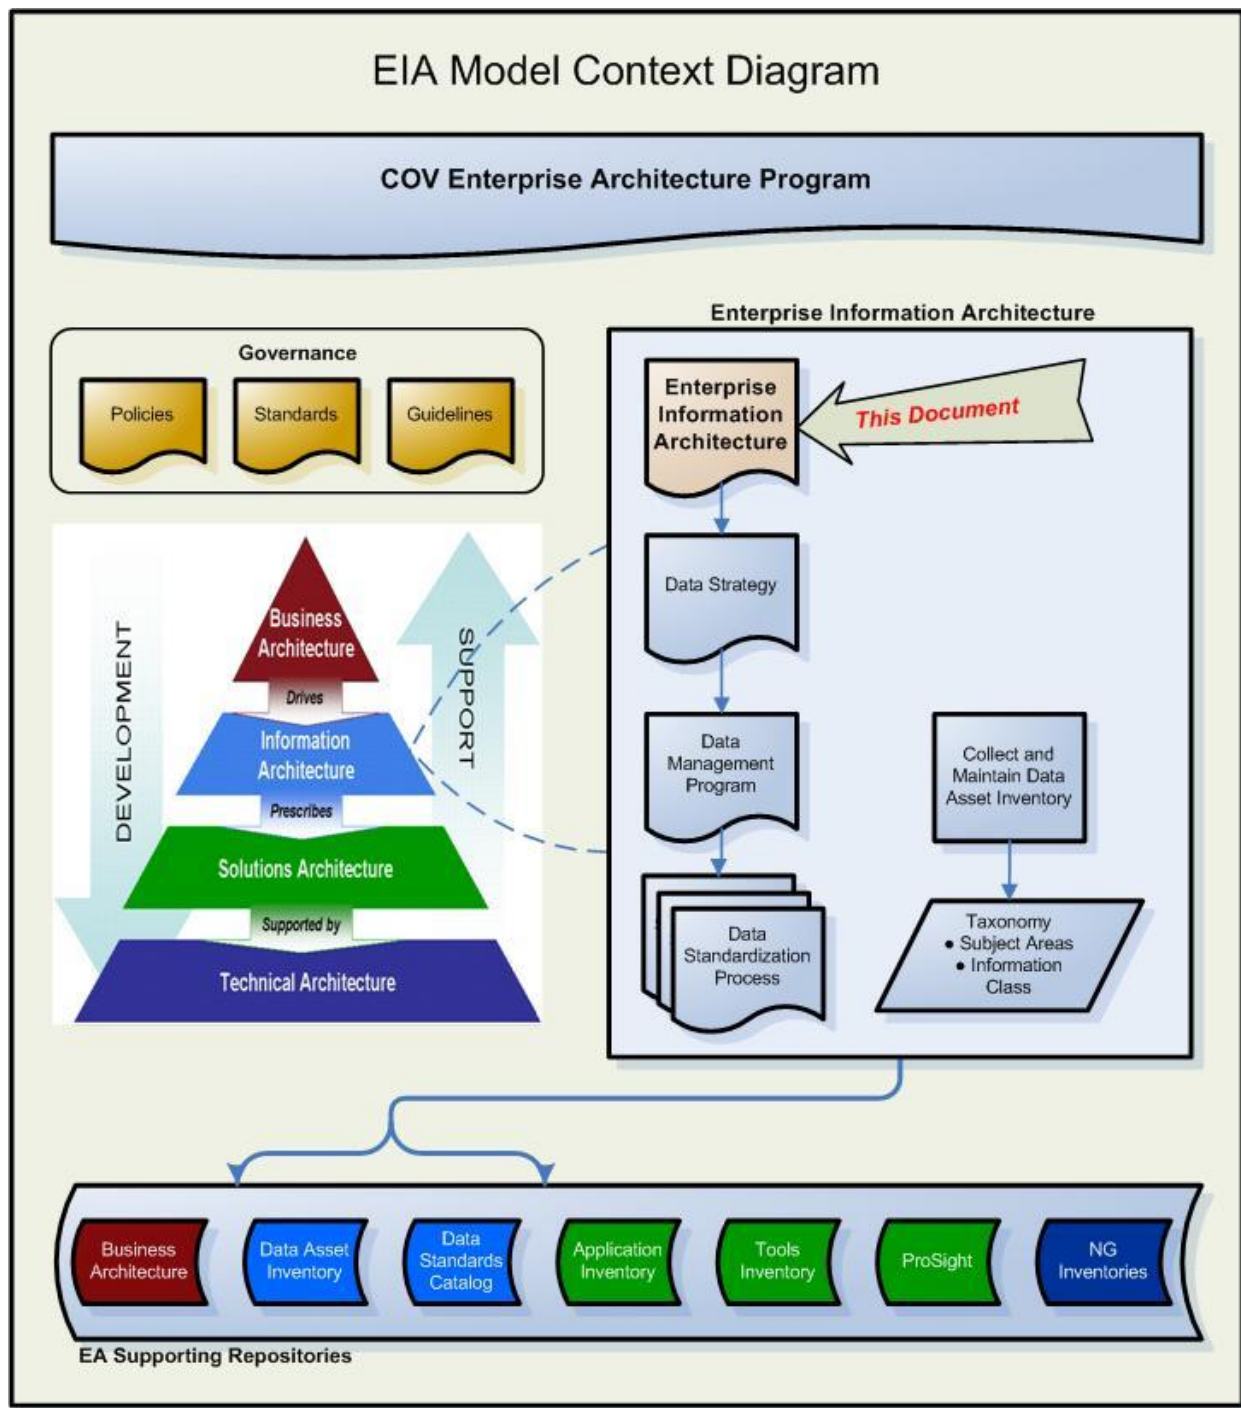 EIA Model Context Diagram
COV Enterprise Architecture Program
Governance
Policies
Standards
Guidelines
Enterprise Information Architecture
Enterprise
Information
Architecture
This Document
Data Strategy
Data
Management
Program
Data
Standardization
Process
Collect and
Maintain Data
Asset Inventory
Taxonomy
● Subject Areas
● Information
Class
DEVELOPMENT
SUPPORT
Business
Architecture
Drives
Information
Architecture
Prescribes
Solutions Architecture
Supported by
Technical Architecture
Business
Architecture
Data Asset
Inventory
Data
Standards
Catalog
Application
Inventory
Tools
Inventory
ProSight
NG
Inventories
EA Supporting Repositories